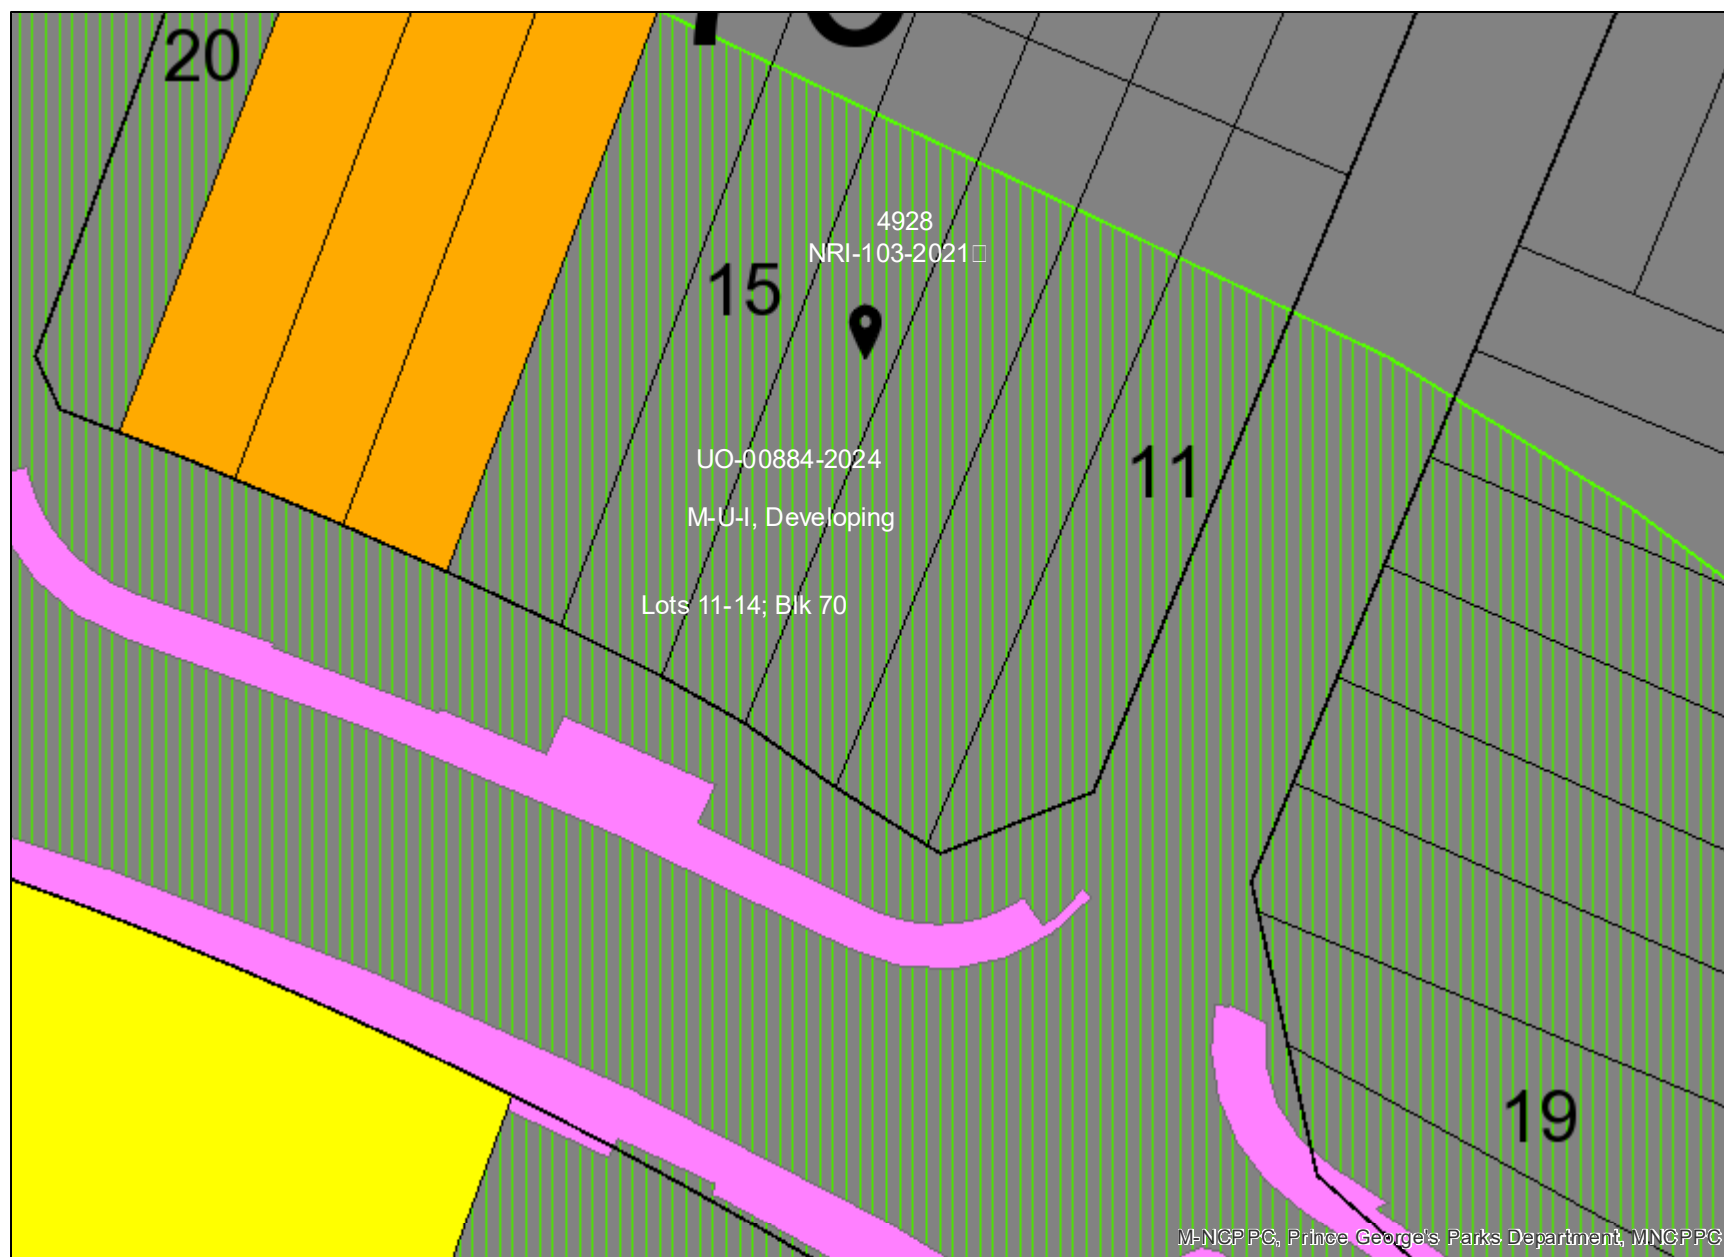 20
70
4928
NRI-103-2021
15
UO-00884-2024
11
M-U-I, Developing
Lots 11-14; Blk 70
19
M-NCPPC, Prince George's Parks Department, MNCPPC